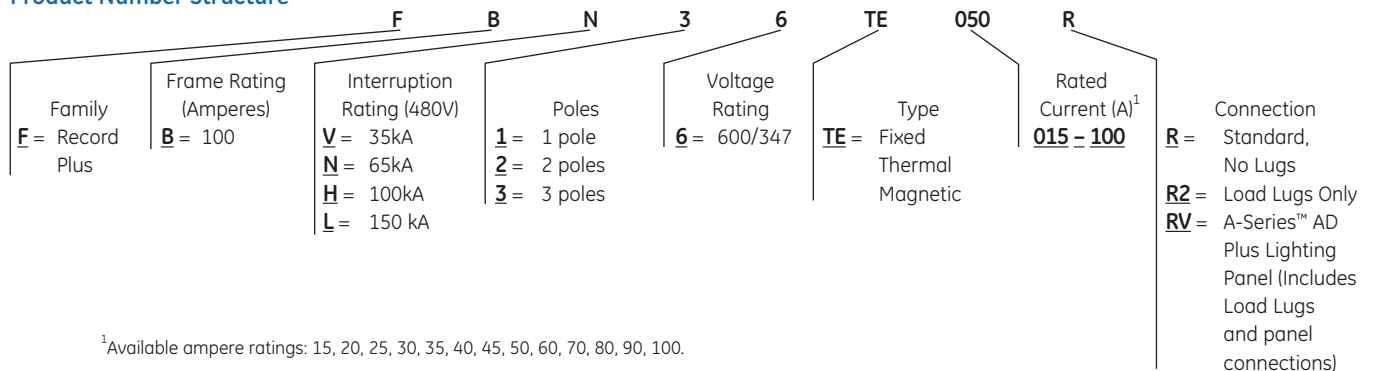 Product Number Structure
F B N 3 6 TE 050 R
Family
F = Record
Plus
Frame Rating
(Amperes)
B = 100
Interruption
Rating (480V)
V = 35kA
N = 65kA
H = 100kA
L = 150 kA
Poles
1 = 1 pole
2 = 2 poles
3 = 3 poles
Voltage
Rating
6 = 600/347
Type
TE = Fixed
Thermal
Magnetic
Rated
Current (A)1
015 – 100
Connection
R = Standard,
No Lugs
R2 = Load Lugs Only
RV = A-Series™ AD
Plus Lighting
Panel (Includes
Load Lugs
and panel
connections)
1Available ampere ratings: 15, 20, 25, 30, 35, 40, 45, 50, 60, 70, 80, 90, 100.